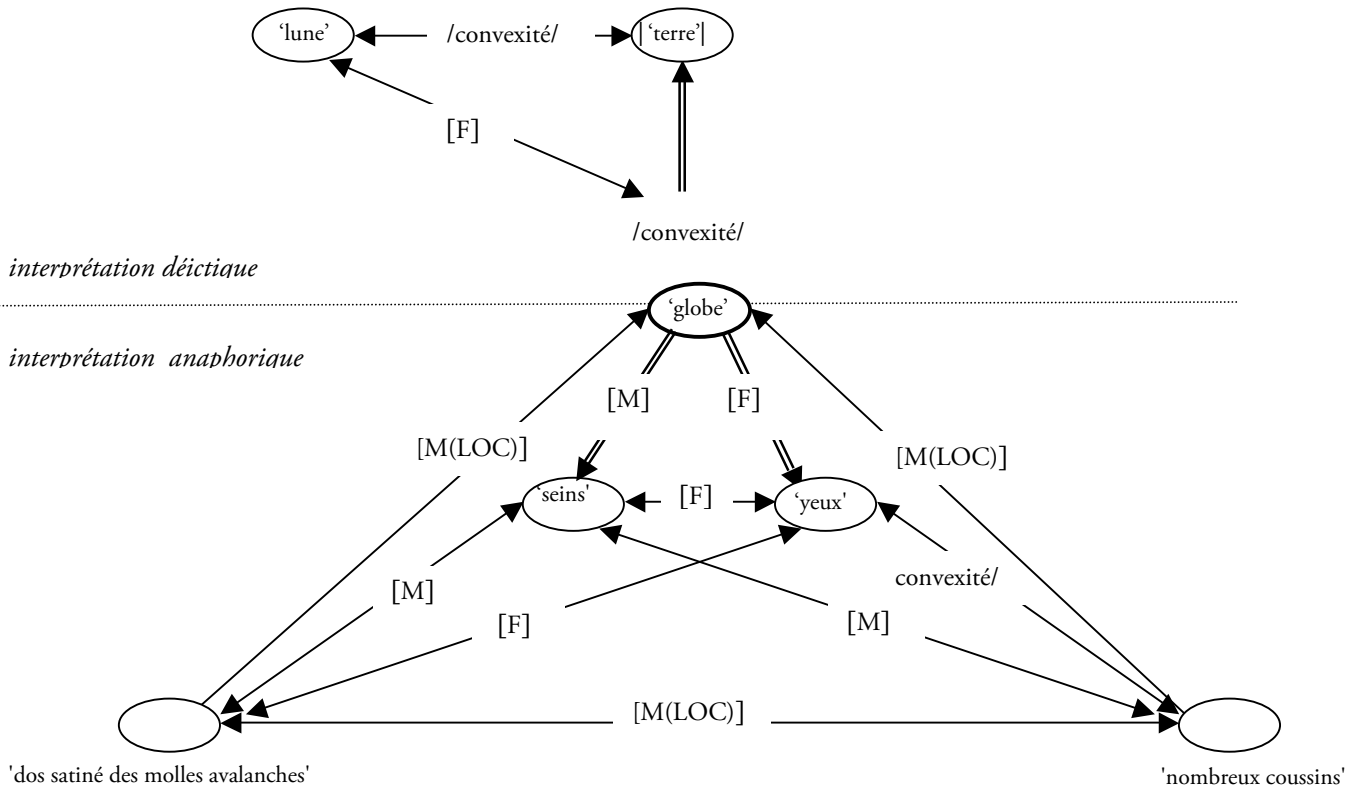 ‘lune’ /convexité/ | ‘terre’|
[F]
/convexité/
interprétation déictique
‘globe’
interprétation anaphorique
[M] [F]
[M(LOC)] [M(LOC)]
‘seins' [F] ‘yeux'
convexité/
[M]
[F] [M]
[M(LOC)]
'dos satiné des molles avalanches' 'nombreux coussins'